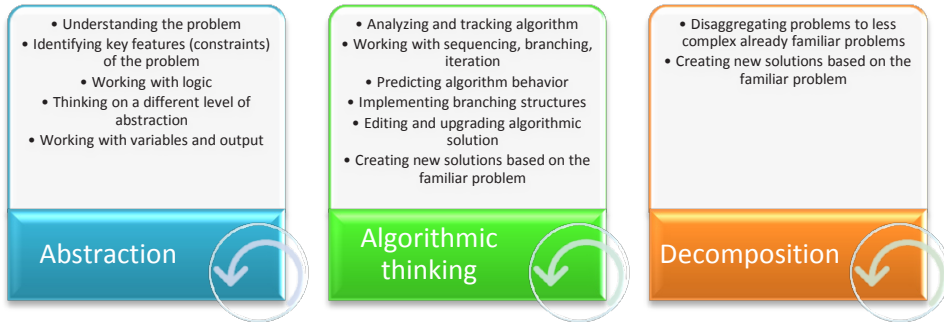 • Understanding the problem
• Identifying key features (constraints)
of the problem
• Working with logic
• Thinking on a different level of
abstraction
• Working with variables and output
Abstraction
• Analyzing and tracking algorithm
• Working with sequencing, branching,
iteration
• Predicting algorithm behavior
• Implementing branching structures
• Editing and upgrading algorithmic
solution
• Creating new solutions based on the
familiar problem
Algorithmic
thinking
• Disaggregating problems to less
complex already familiar problems
• Creating new solutions based on the
familiar problem
Decomposition